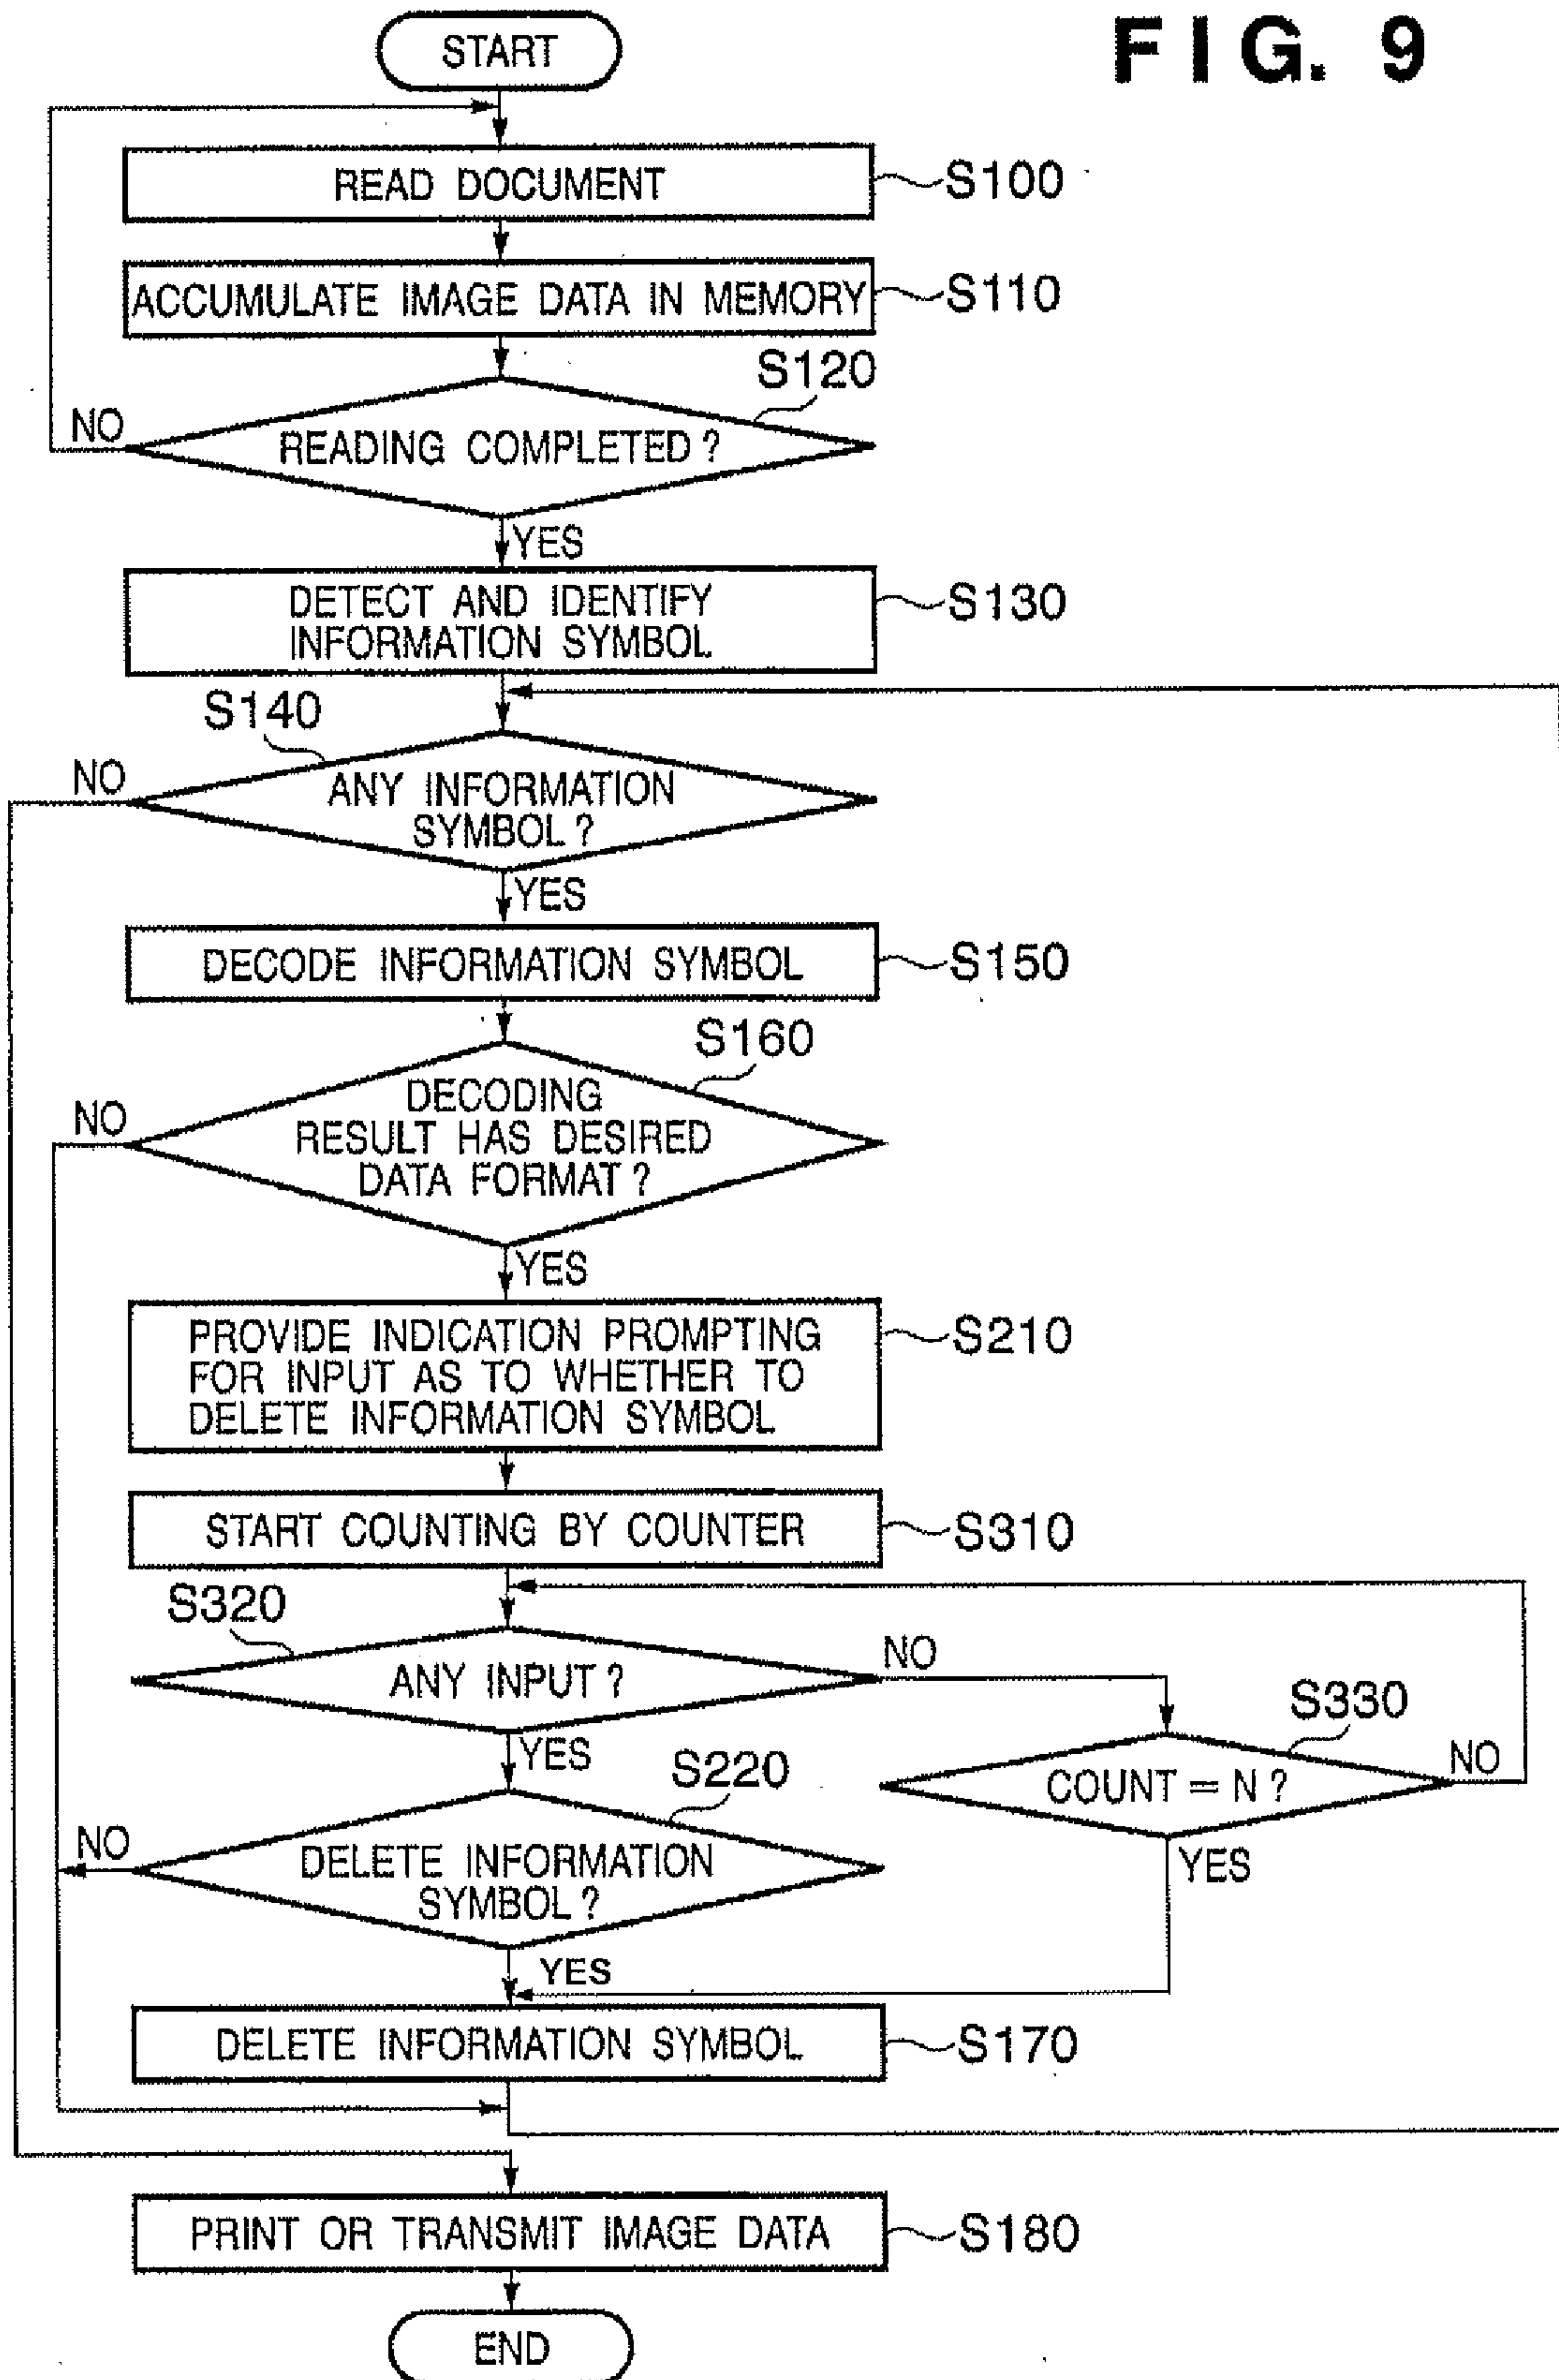 FIG. 9
START
READ DOCUMENT
S100
ACCUMULATE IMAGE DATA IN MEMORY
S110
S120
NO
READING COMPLETED ?
YES
DETECT AND IDENTIFY
INFORMATION SYMBOL
S130
S140
NO
ANY INFORMATION
SYMBOL ?
YES
DECODE INFORMATION SYMBOL
S150
S160
NO
DECODING
RESULT HAS DESIRED
DATA FORMAT ?
YES
PROVIDE INDICATION PROMPTING
FOR INPUT AS TO WHETHER TO
DELETE INFORMATION SYMBOL
S210
START COUNTING BY COUNTER
S310
S320
ANY INPUT ?
NO
YES
S330
COUNT = N ?
NO
YES
S220
NO
DELETE INFORMATION
SYMBOL ?
YES
DELETE INFORMATION SYMBOL
S170
PRINT OR TRANSMIT IMAGE DATA
S180
END